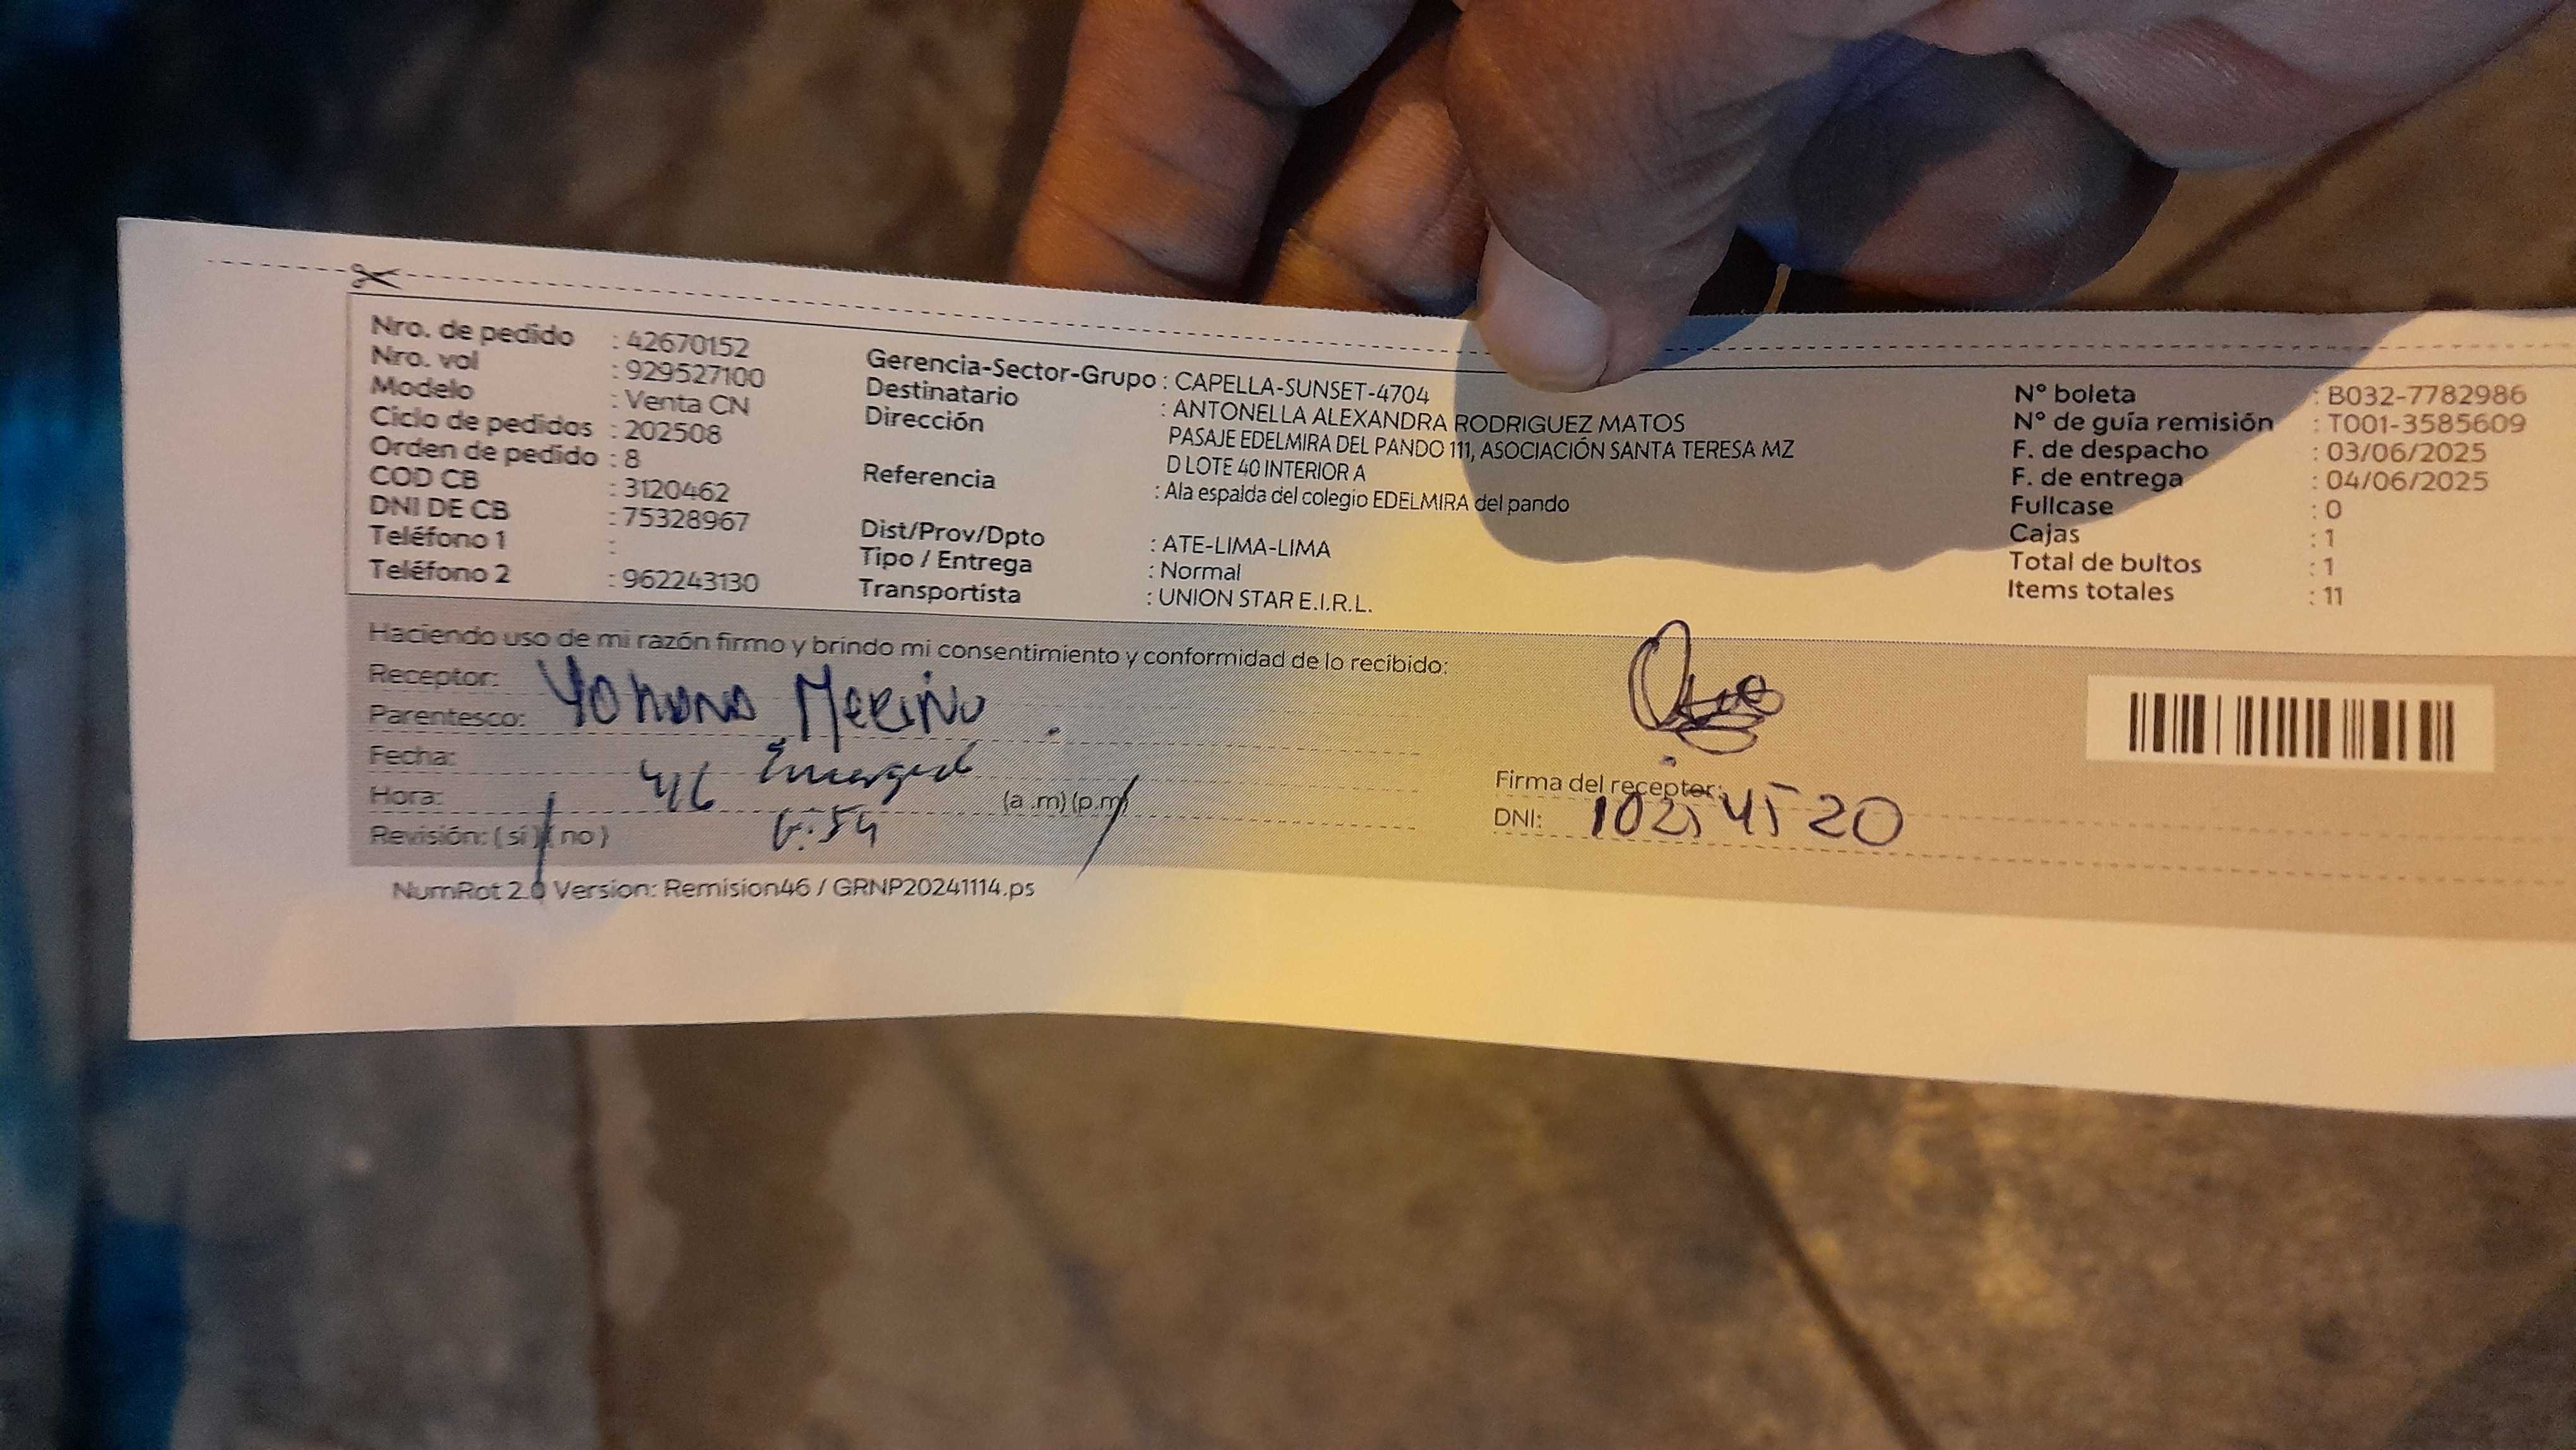 Nro. de pedido : 42670152
Nro. vol : 929527100
Modelo : Venta CN
Ciclo de pedidos : 202508
Orden de pedido : 8
COD CB : 3120462
DNI DE CB : 75328967
Teléfono 1 :
Teléfono 2 : 962243130
Gerencia-Sector-Grupo : CAPELLA-SUNSET-4704
Destinatario : ANTONELLA ALEXANDRA RODRIGUEZ MATOS
Dirección PASAJE EDELMIRA DEL PANDO 111, ASOCIACIÓN SANTA TERESA MZ
D LOTE 40 INTERIOR A
Referencia : Ala espalda del colegio EDELMIRA del pando
Dist/Prov/Dpto : ATE-LIMA-LIMA
Tipo / Entrega : Normal
Transportista : UNION STAR E.I.R.L.
N° boleta : B032-7782986
N° de guía remisión : T001-3585609
F. de despacho : 03/06/2025
F. de entrega : 04/06/2025
Fullcase : 0
Cajas : 1
Total de bultos : 1
Items totales : 11
Haciendo uso de mi razón firmo y brindo mi consentimiento y conformidad de lo recibido:
Receptor: Yohana Merino
Parentesco:
Fecha: 4/6
Hora: 6:54 (a.m) (p.m)
Revisión: ( sí ) ( no )
Firma del receptor:
DNI:
NumRot 2.0 Version: Remision46 / GRNP20241114.ps